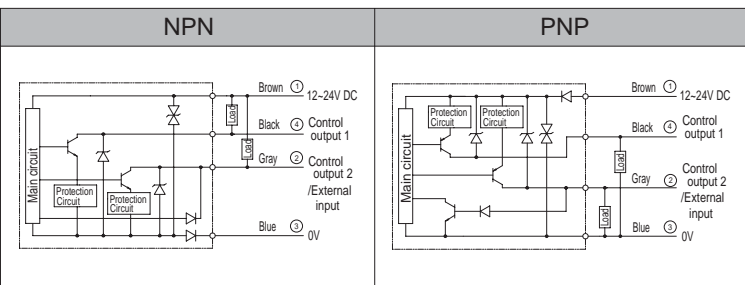 NPN
PNP
Main circuit
Protection
Circuit
Protection
Circuit
Load
Load
Brown ① 12~24V DC
Black ④ Control
output 1
Gray ② Control
output 2
/External
input
Blue ③ 0V
Main circuit
Protection
Circuit
Protection
Circuit
Load
Load
Brown ① 12~24V DC
Black ④ Control
output 1
Gray ② Control
output 2
/External
input
Blue ③ 0V